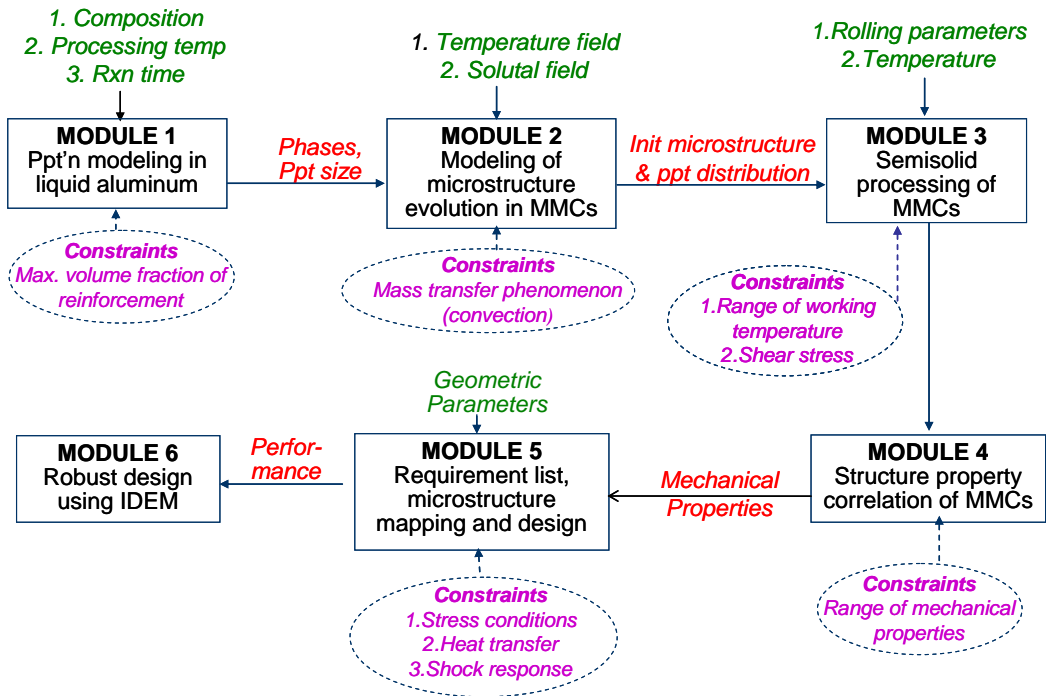 1. Composition
2. Processing temp
3. Rxn time
1. Temperature field
2. Solutal field
1.Rolling parameters
2.Temperature
MODULE 1
Ppt'n modeling in
liquid aluminum
Phases,
Ppt size
MODULE 2
Modeling of
microstructure
evolution in MMCs
Init microstructure
& ppt distribution
MODULE 3
Semisolid
processing of
MMCs
Constraints
Max. volume fraction of
reinforcement
Constraints
Mass transfer phenomenon
(convection)
Constraints
1.Range of working
temperature
2.Shear stress
Geometric
Parameters
MODULE 6
Robust design
using IDEM
Perfor-
mance
MODULE 5
Requirement list,
microstructure
mapping and design
Mechanical
Properties
MODULE 4
Structure property
correlation of MMCs
Constraints
1.Stress conditions
2.Heat transfer
3.Shock response
Constraints
Range of mechanical
properties